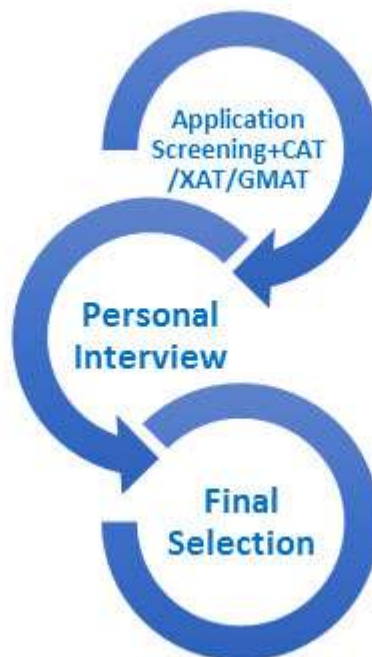 Application
Screening+CAT
/XAT/GMAT
Personal
Interview
Final
Selection